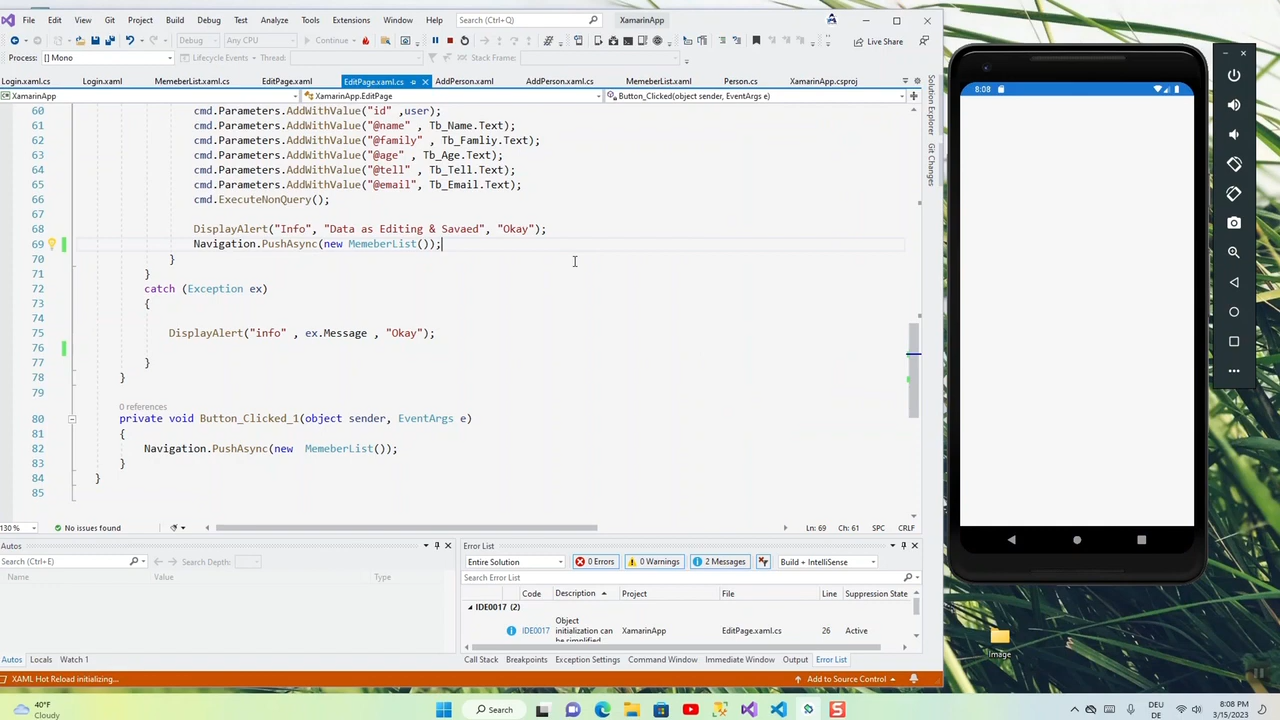 File Edit View Git Project Build Debug Test Analyze Tools Extensions Window Help Search (Ctrl+Q) XamarinApp
Debug Any CPU Continue Live Share
Process: [] Mono Lifecycle Events Thread: Stack Frame:
Login.xaml.cs Login.xaml MemeberList.xaml.cs EditPage.xaml EditPage.xaml.cs AddPerson.xaml AddPerson.xaml.cs MemeberList.xaml Person.cs XamarinApp.csproj
XamarinApp XamarinApp.EditPage Button_Clicked(object sender, EventArgs e)
Solution Explorer
Git Changes
60 cmd.Parameters.AddWithValue("id" ,user);
61 cmd.Parameters.AddWithValue("@name" , Tb_Name.Text);
62 cmd.Parameters.AddWithValue("@family" , Tb_Famliy.Text);
63 cmd.Parameters.AddWithValue("@age" , Tb_Age.Text);
64 cmd.Parameters.AddWithValue("@tell" , Tb_Tell.Text);
65 cmd.Parameters.AddWithValue("@email", Tb_Email.Text);
66 cmd.ExecuteNonQuery();
67
68 DisplayAlert("Info", "Data as Editing & Savaed", "Okay");
69 Navigation.PushAsync(new MemeberList());
70 }
71 }
72 catch (Exception ex)
73 {
74
75 DisplayAlert("info" , ex.Message , "Okay");
76
77 }
78 }
79
0 references
80 private void Button_Clicked_1(object sender, EventArgs e)
81 {
82 Navigation.PushAsync(new  MemeberList());
83 }
84 }
85
130 % No issues found Ln: 69 Ch: 61 SPC CRLF
Autos
Search (Ctrl+E) Search Depth:
Name Value Type
Error List
Entire Solution 0 Errors 0 Warnings 2 Messages Build + IntelliSense
Search Error List
Code Description Project File Line Suppression State
IDE0017 (2)
IDE0017 Object initialization can be simplified XamarinApp EditPage.xaml.cs 26 Active
Autos Locals Watch 1
Call Stack Breakpoints Exception Settings Command Window Immediate Window Output Error List
XAML Hot Reload initializing... Add to Source Control
8:08
Image
40°F
Cloudy
Search
DEU
DE
8:08 PM
3/15/2023